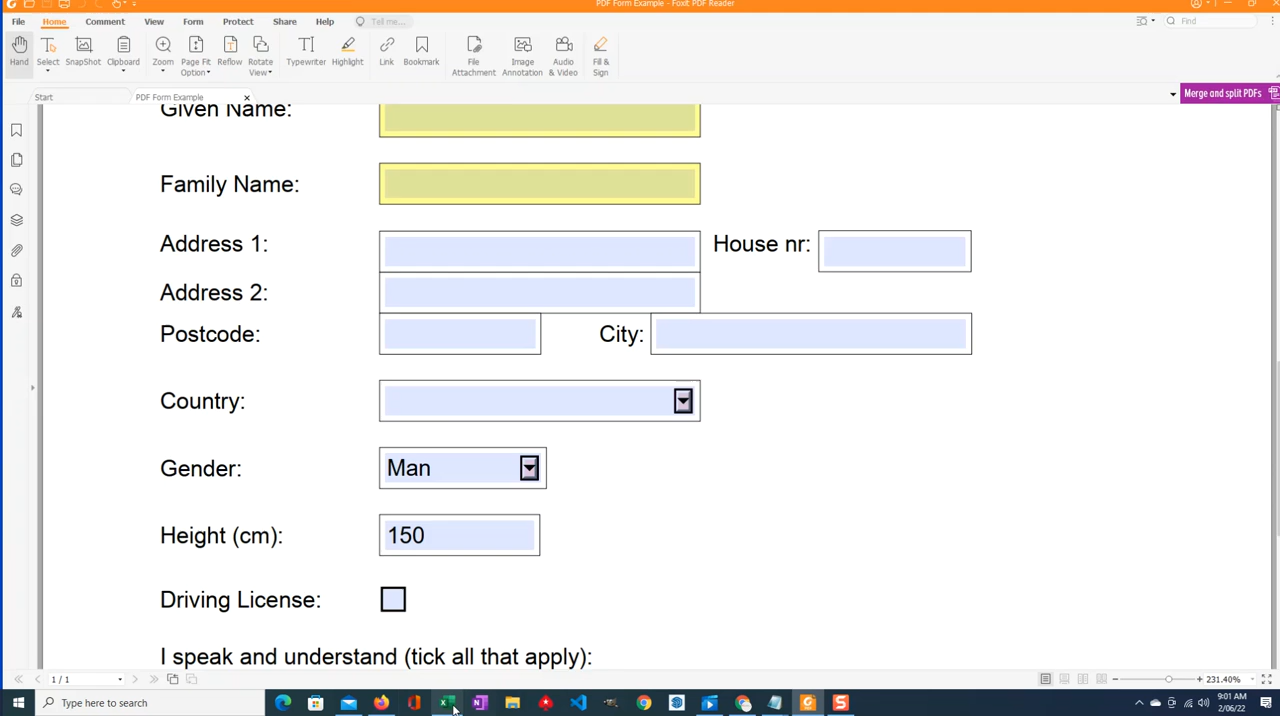 PDF Form Example - Foxit PDF Reader
File Home Comment View Form Protect Share Help Tell me... Find
Hand Select SnapShot Clipboard Zoom Page Fit Option Reflow Rotate View Typewriter Highlight Link Bookmark File Attachment Image Annotation Audio & Video Fill & Sign
Start PDF Form Example Merge and split PDFs
Given Name:
Family Name:
Address 1: House nr:
Address 2:
Postcode: City:
Country:
Gender: Man
Height (cm): 150
Driving License:
I speak and understand (tick all that apply):
1 / 1 231.40%
Type here to search
9:01 AM
2/06/22